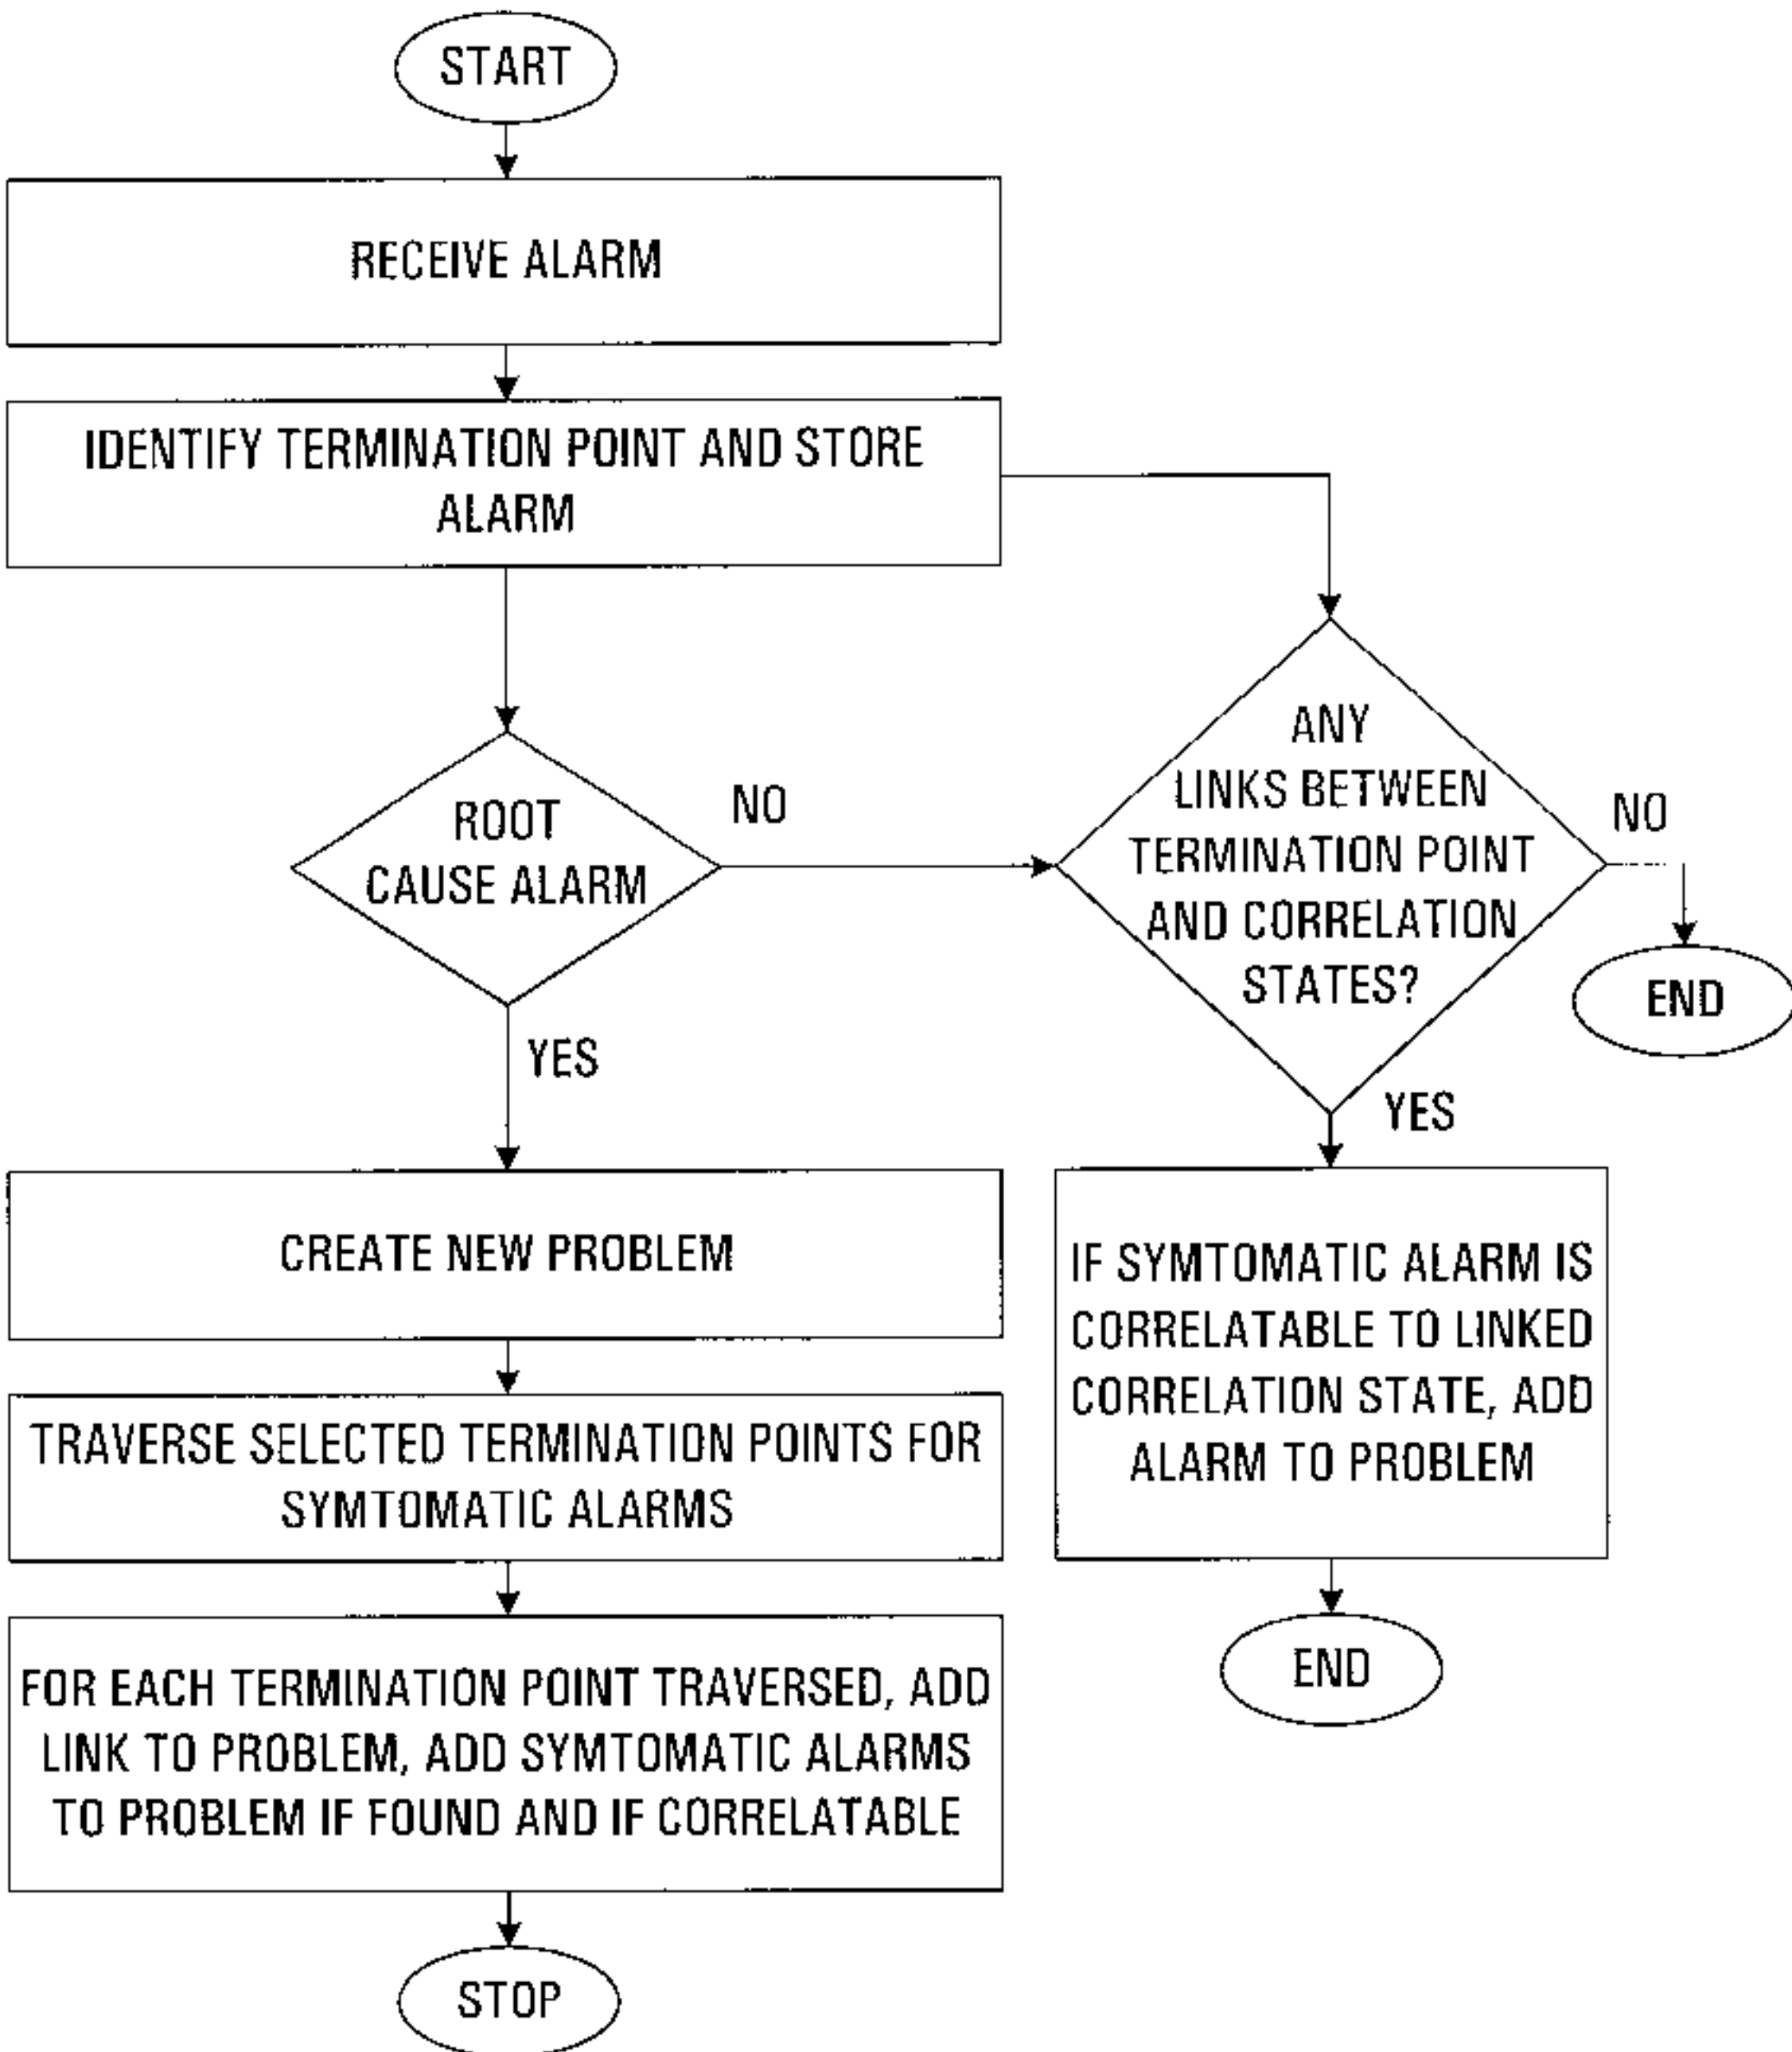 START
RECEIVE ALARM
IDENTIFY TERMINATION POINT AND STORE
ALARM
ROOT
CAUSE ALARM
NO
YES
ANY
LINKS BETWEEN
TERMINATION POINT
AND CORRELATION
STATES?
NO
END
YES
CREATE NEW PROBLEM
TRAVERSE SELECTED TERMINATION POINTS FOR
SYMTOMATIC ALARMS
FOR EACH TERMINATION POINT TRAVERSED, ADD
LINK TO PROBLEM, ADD SYMTOMATIC ALARMS
TO PROBLEM IF FOUND AND IF CORRELATABLE
STOP
IF SYMTOMATIC ALARM IS
CORRELATABLE TO LINKED
CORRELATION STATE, ADD
ALARM TO PROBLEM
END